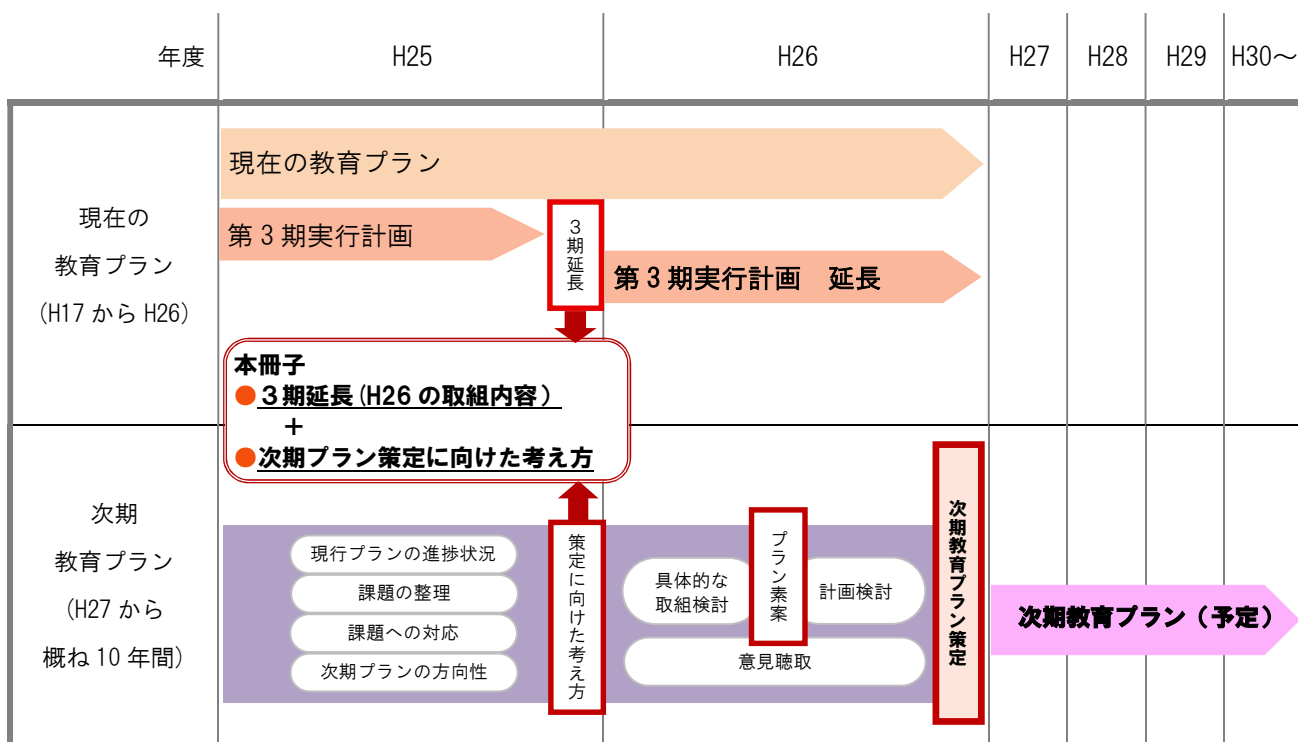 年度
H25
H26
H27
H28
H29
H30～
現在の
教育プラン
(H17 から H26)
現在の教育プラン
第３期実行計画
３期延長
第３期実行計画　延長
本冊子
●３期延長(H26 の取組内容)
＋
●次期プラン策定に向けた考え方
次期
教育プラン
(H27 から
概ね 10 年間)
現行プランの進捗状況
課題の整理
課題への対応
次期プランの方向性
策定に向けた考え方
具体的な
取組検討
プラン素案
計画検討
意見聴取
次期教育プラン策定
次期教育プラン（予定）